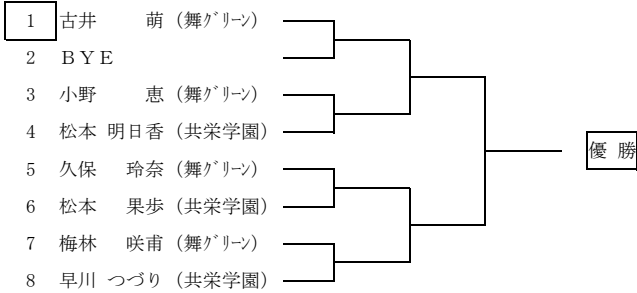 1 古井 萌 (舞ｸﾞﾘｰﾝ)
2 ＢＹＥ
3 小野 恵 (舞ｸﾞﾘｰﾝ)
4 松本 明日香 (共栄学園)
5 久保 玲奈 (舞ｸﾞﾘｰﾝ)
優 勝
6 松本 果歩 (共栄学園)
7 梅林 咲甫 (舞ｸﾞﾘｰﾝ)
8 早川 つづり (共栄学園)